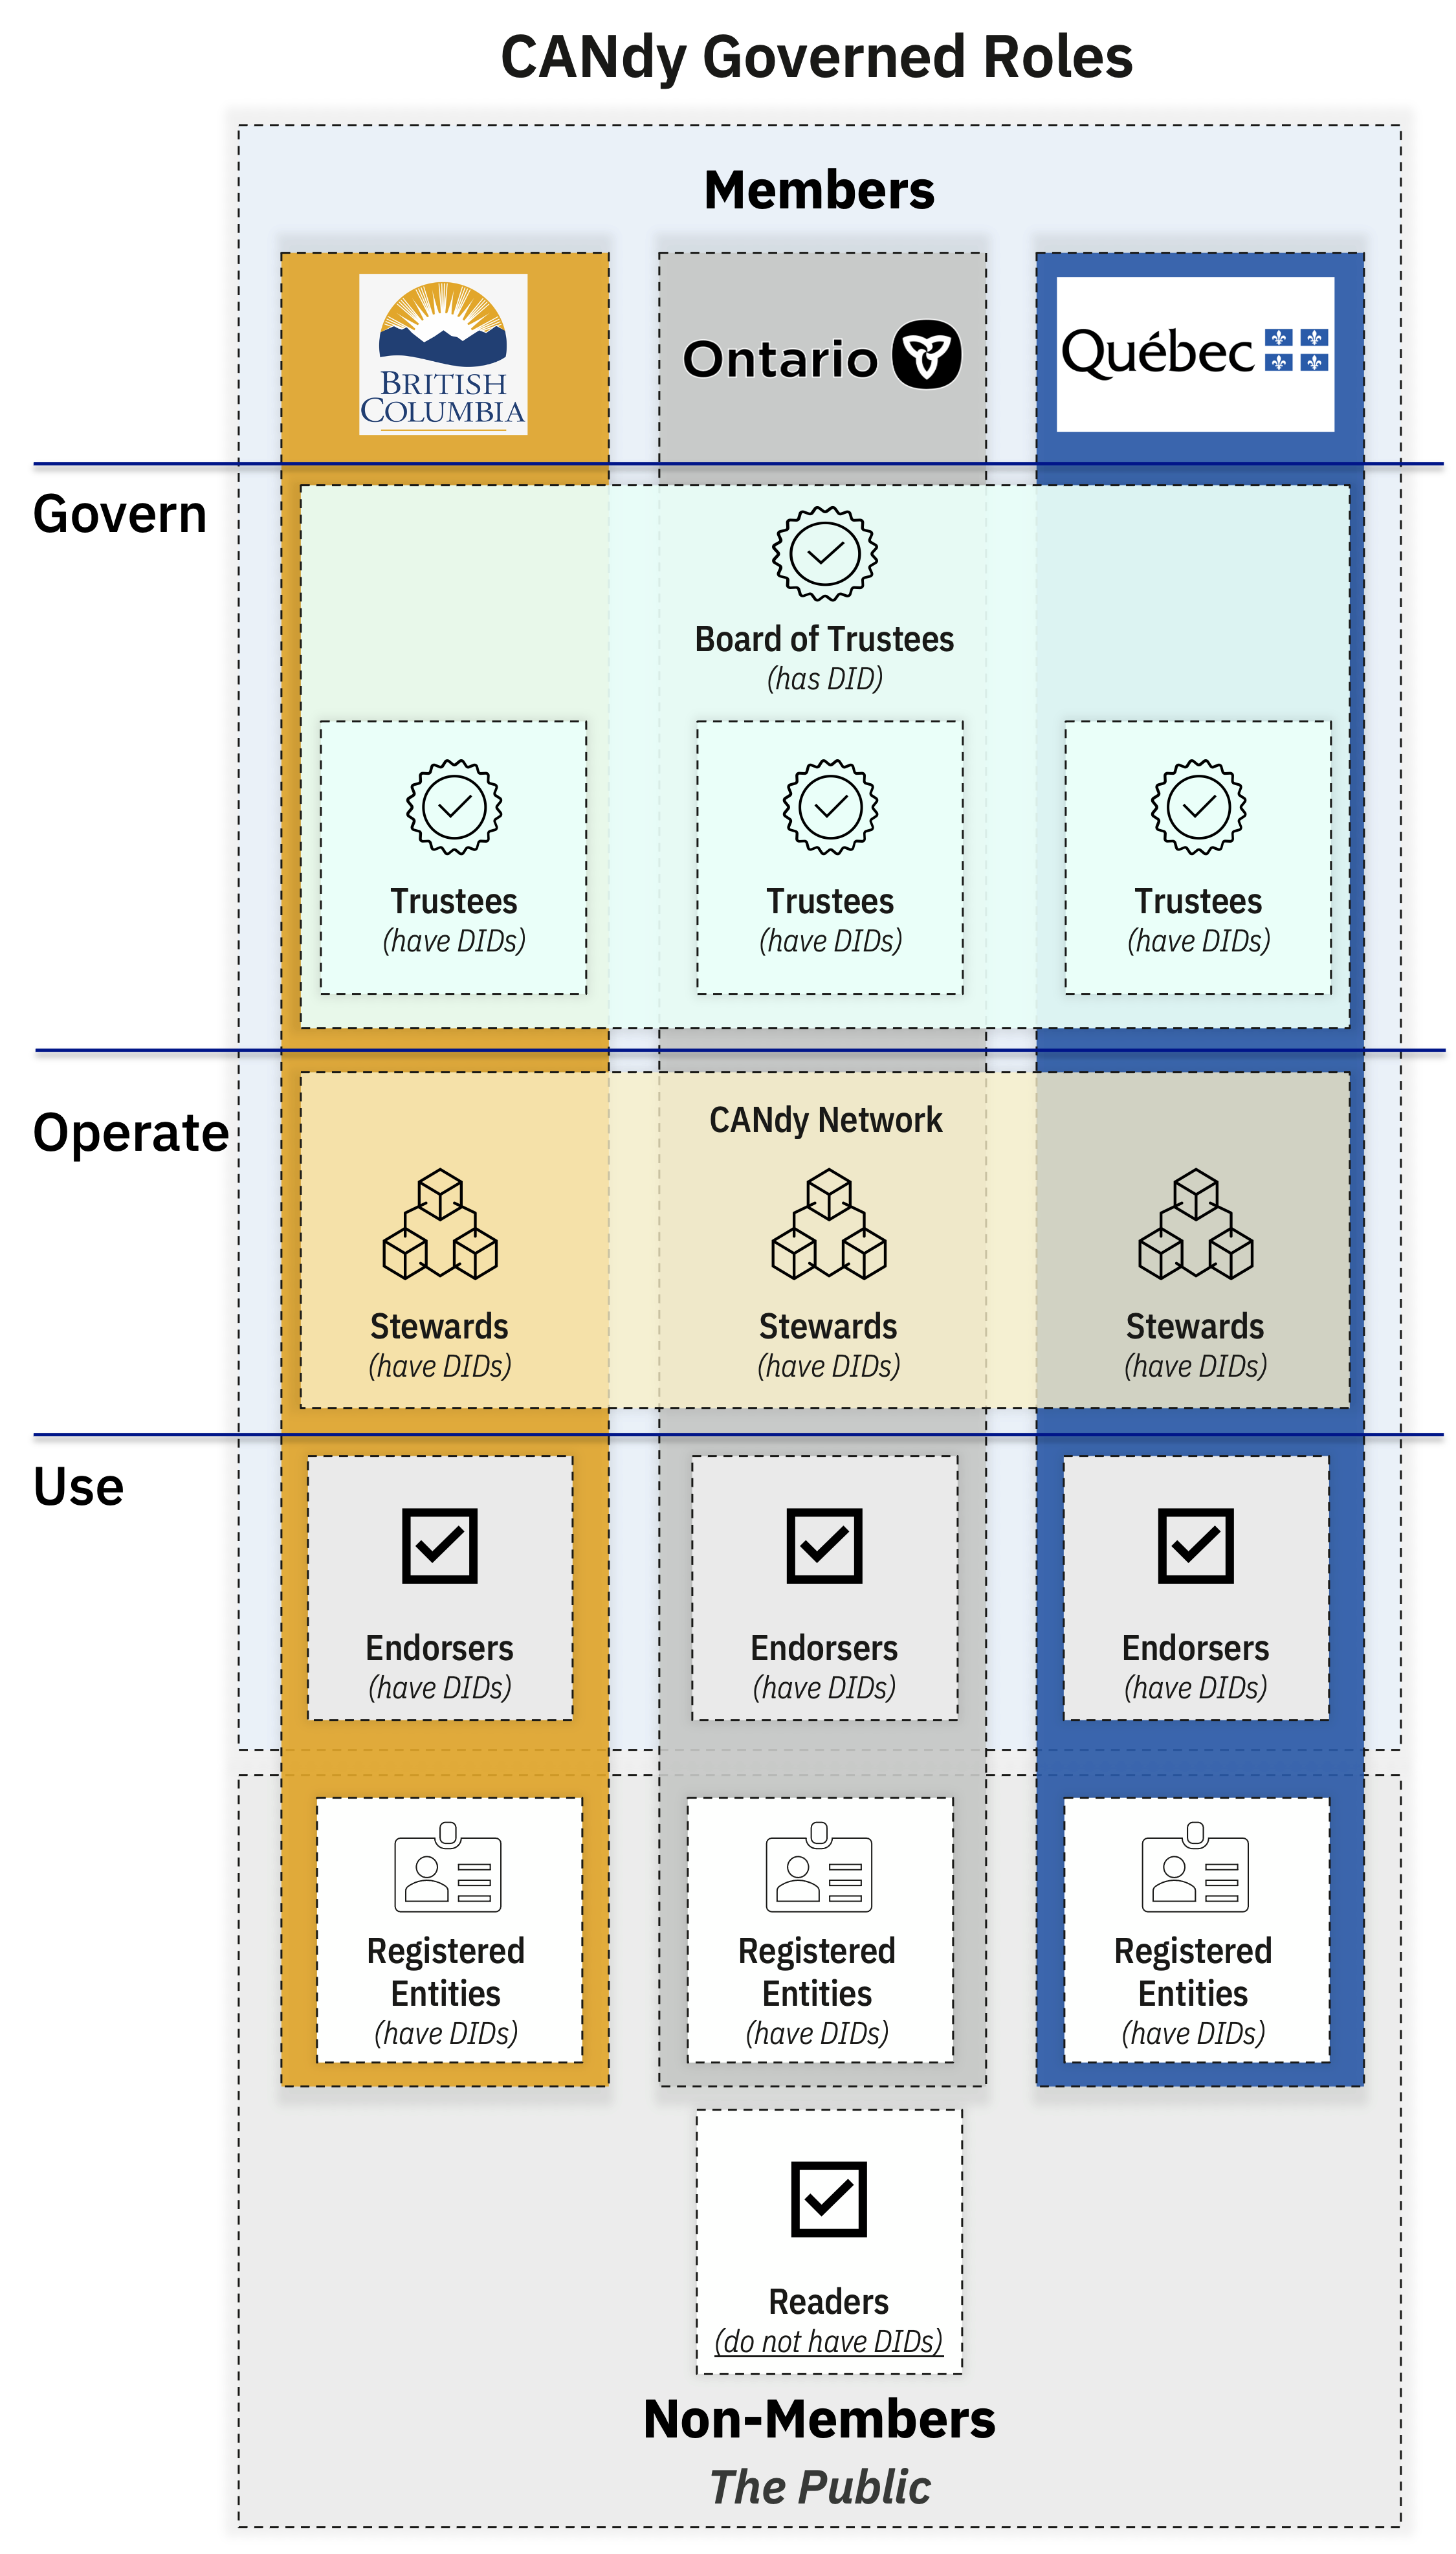 CANdy Governed Roles
Members
BRITISH
COLUMBIA
Ontario
Québec
Govern
Board of Trustees
(has DID)
Trustees
(have DIDs)
Trustees
(have DIDs)
Trustees
(have DIDs)
Operate
CANdy Network
Stewards
(have DIDs)
Stewards
(have DIDs)
Stewards
(have DIDs)
Use
Endorsers
(have DIDs)
Endorsers
(have DIDs)
Endorsers
(have DIDs)
Registered
Entities
(have DIDs)
Registered
Entities
(have DIDs)
Registered
Entities
(have DIDs)
Readers
(do not have DIDs)
Non-Members
The Public